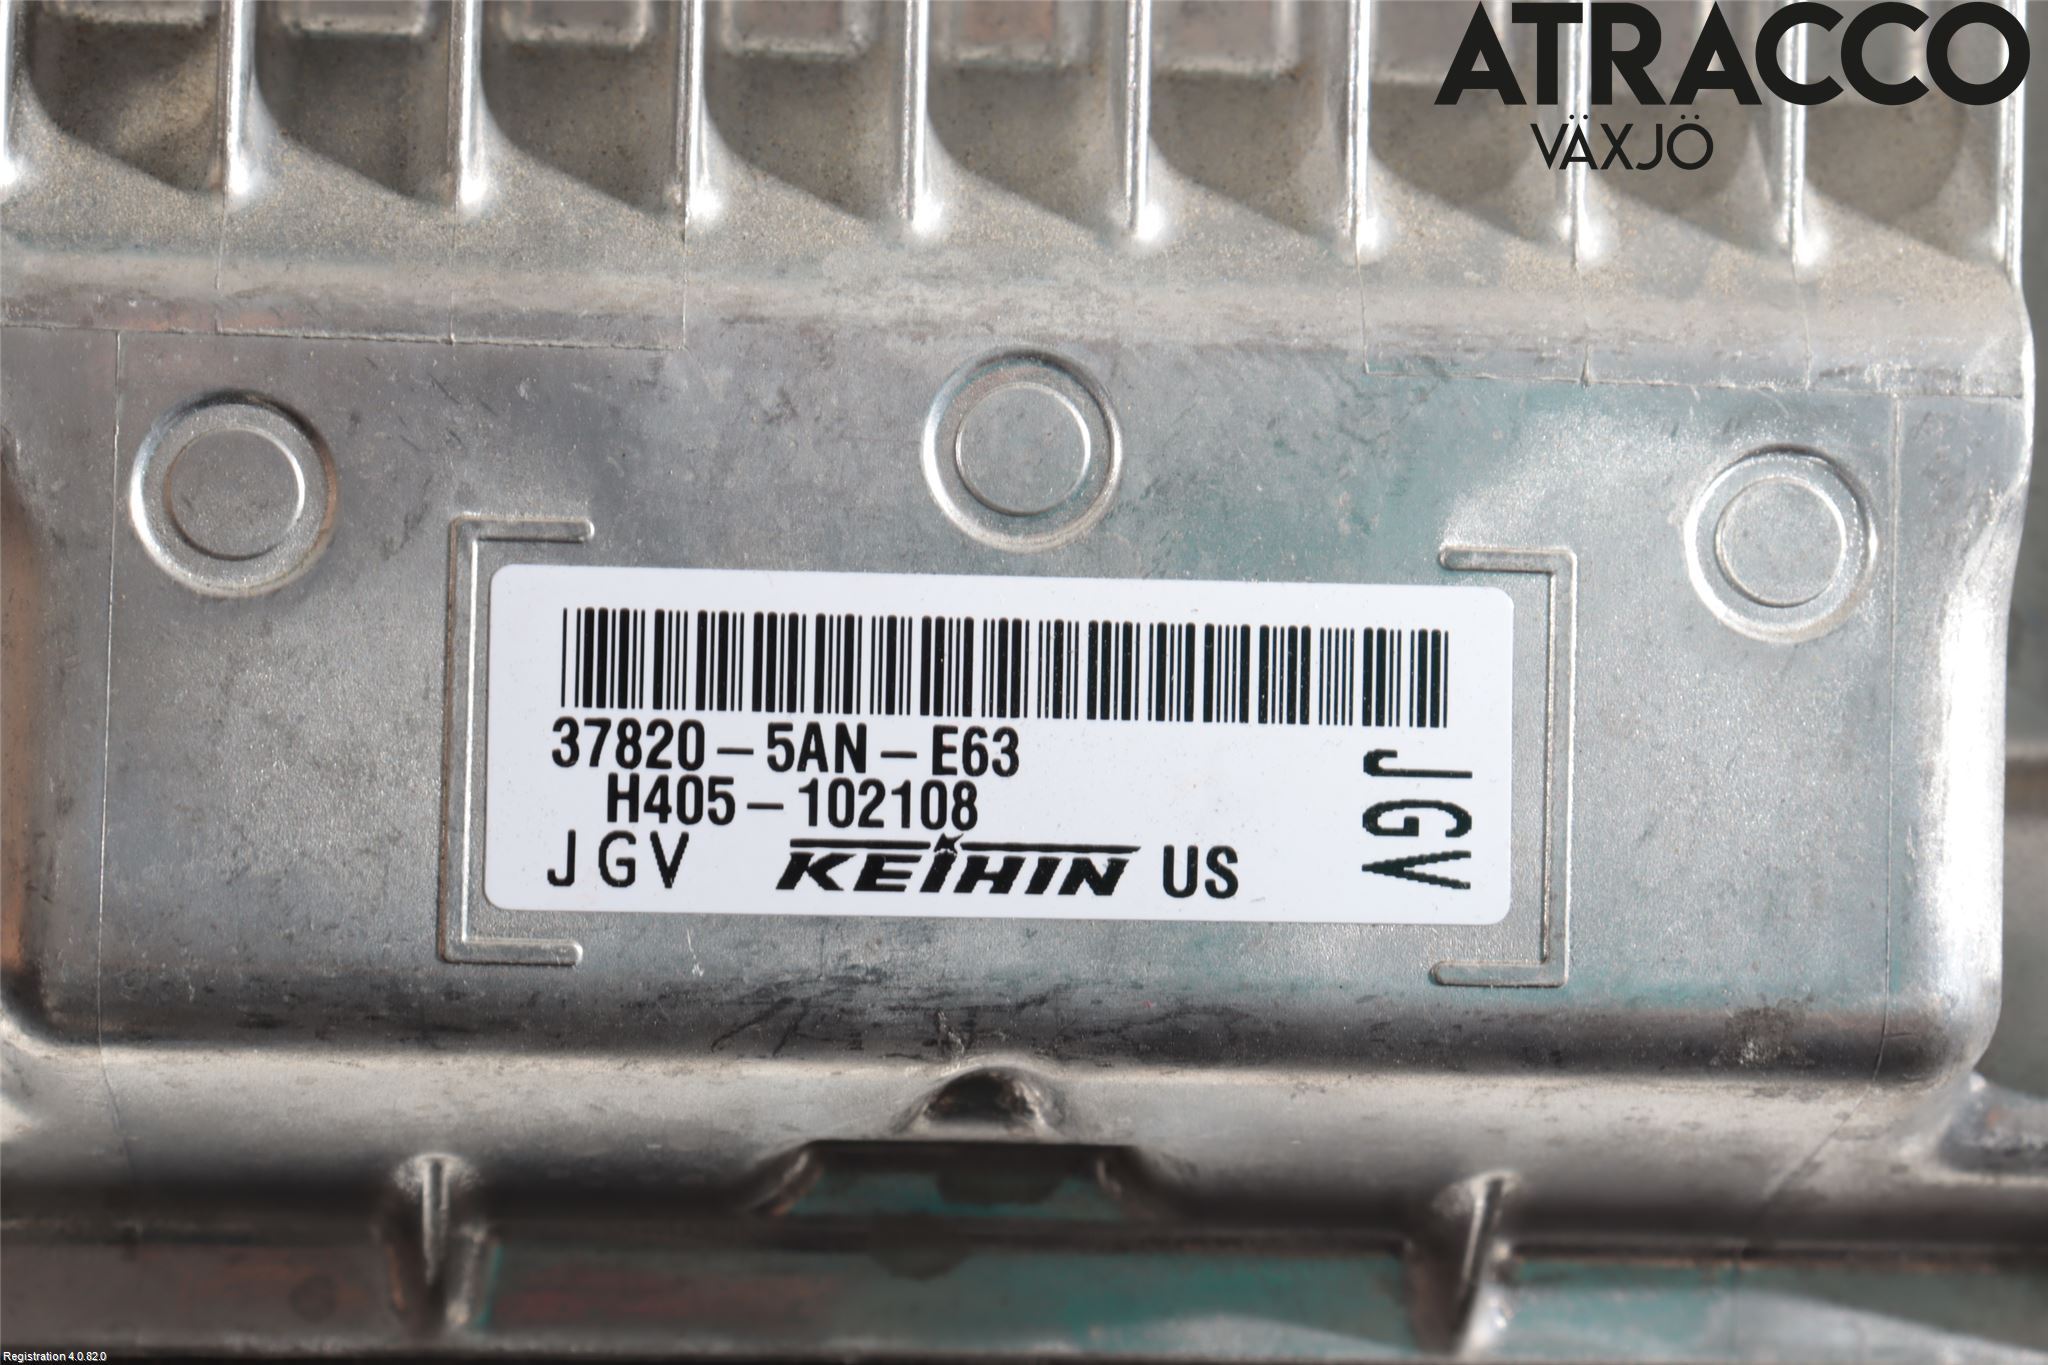 ATRACCO
VÄXJÖ
37820-5AN-E63
H405-102108
JGV KEIHIN US
JGV
Registration 4.0.82.0